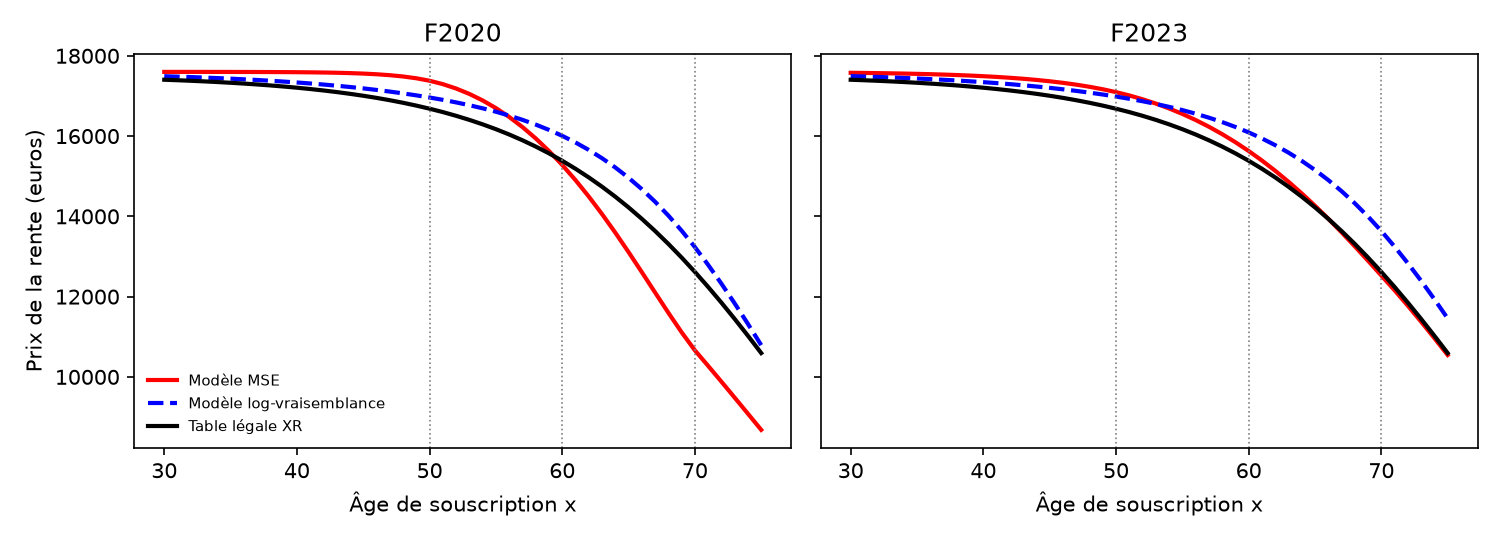 F2020
F2023
Prix de la rente (euros)
18000
16000
14000
12000
10000
Modèle MSE
Modèle log-vraisemblance
Table légale XR
30 40 50 60 70
30 40 50 60 70
Âge de souscription x
Âge de souscription x